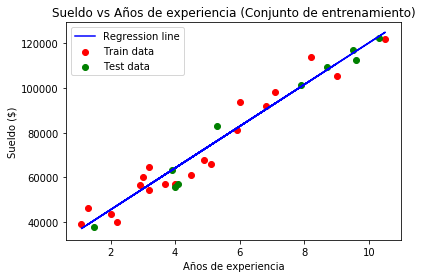 Sueldo vs Años de experiencia (Conjunto de entrenamiento)
Regression line
Train data
Test data
120000
100000
80000
60000
40000
Sueldo ($)
2
4
6
8
10
Años de experiencia